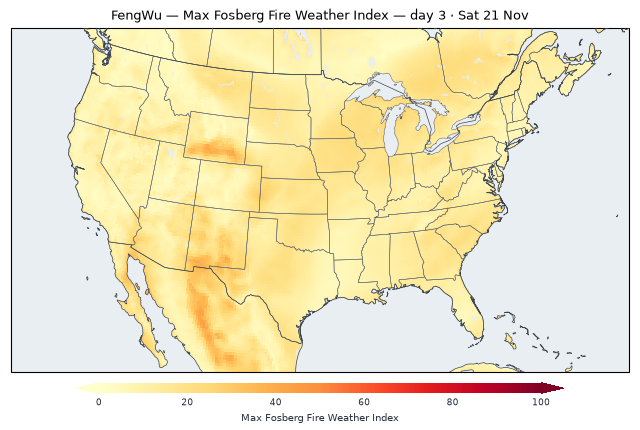 FengWu — Max Fosberg Fire Weather Index — day 3 · Sat 21 Nov
0 20 40 60 80 100
Max Fosberg Fire Weather Index